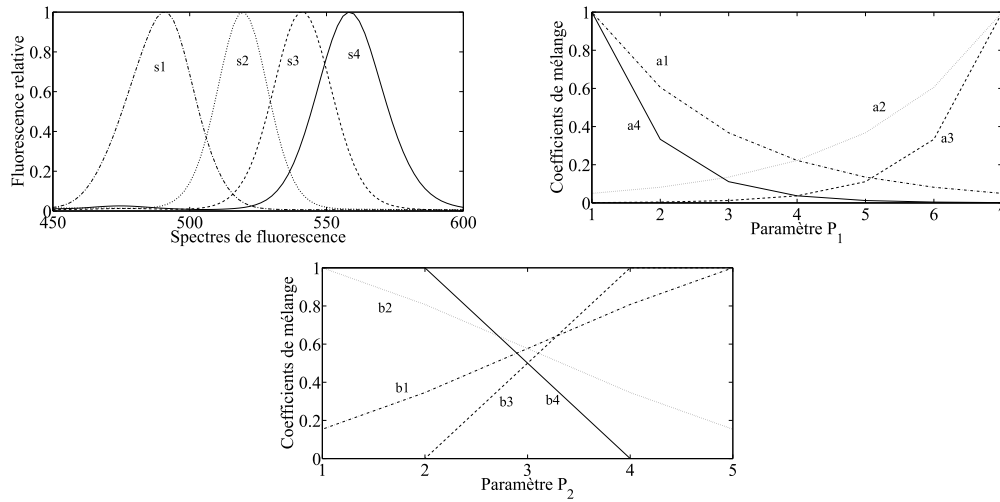 Fluorescence relative
1
0.8
0.6
0.4
0.2
s1
s2
s3
s4
450
500
550
600
Spectres de fluorescence
Coefficients de mélange
1
0.8
0.6
0.4
0.2
0
a1
a2
a3
a4
1
2
3
4
5
6
7
Paramètre P1
Coefficients de mélange
1
0.8
0.6
0.4
0.2
0
b2
b1
b3
b4
1
2
3
4
5
Paramètre P2